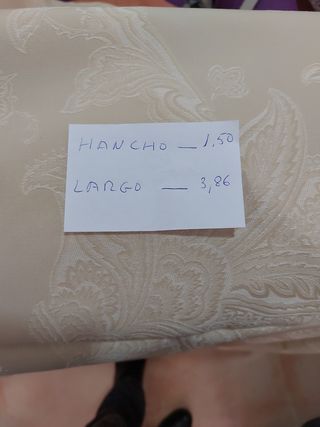 HANCHO — 1,50
LARGO — 3,86